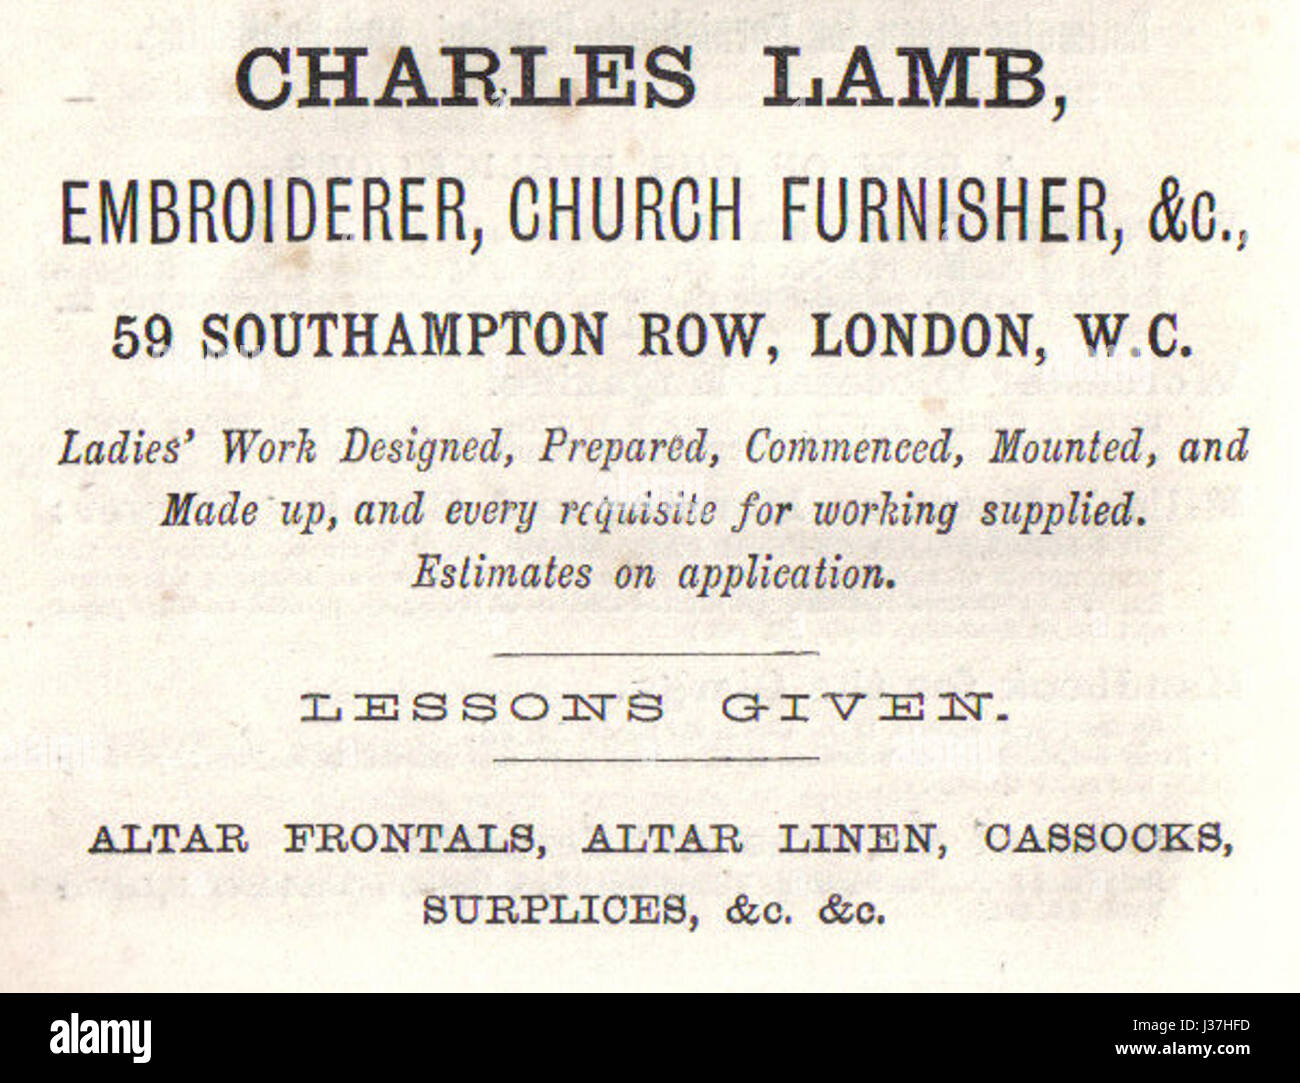 CHARLES LAMB,
EMBROIDERER, CHURCH FURNISHER, &c.,
59 SOUTHAMPTON ROW, LONDON, W.C.
Ladies' Work Designed, Prepared, Commenced, Mounted, and
Made up, and every requisite for working supplied.
Estimates on application.
LESSONS GIVEN.
ALTAR FRONTALS, ALTAR LINEN, CASSOCKS,
SURPLICES, &c. &c.
alamy stock photo
J37HFD
www.alamy.com